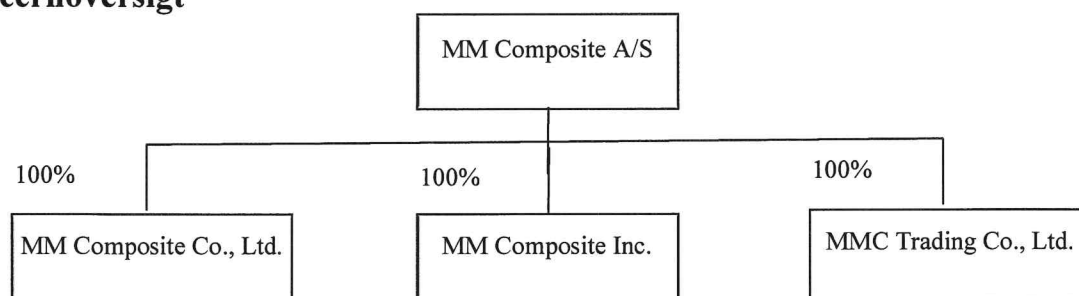 MM Composite A/S
100%
100%
100%
MM Composite Co., Ltd.
MM Composite Inc.
MMC Trading Co., Ltd.